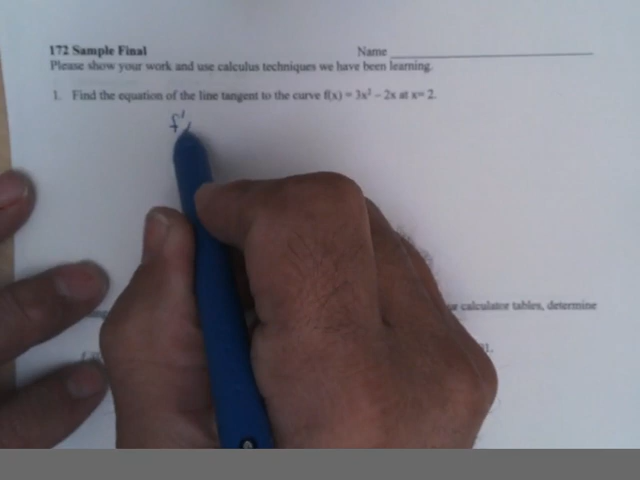 172 Sample Final Name
Please show your work and use calculus techniques we have been learning.
1. Find the equation of the line tangent to the curve f(x) = 3x² – 2x at x= 2.
f'
calculator tables, determine